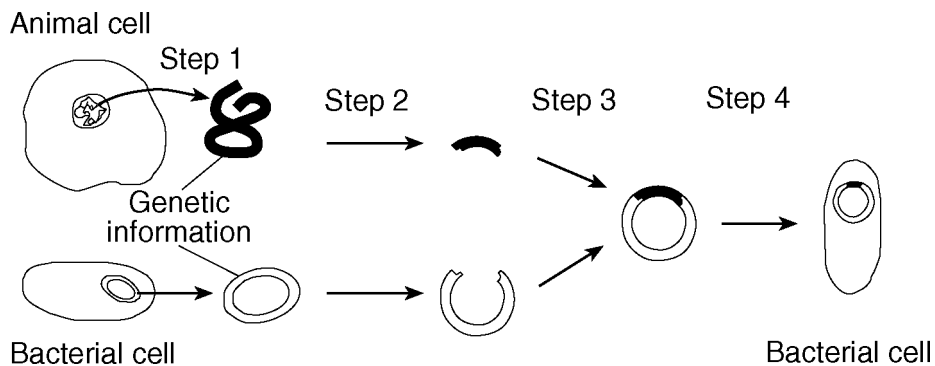 Animal cell
Step 1
Step 2
Step 3
Step 4
Genetic
information
Bacterial cell
Bacterial cell